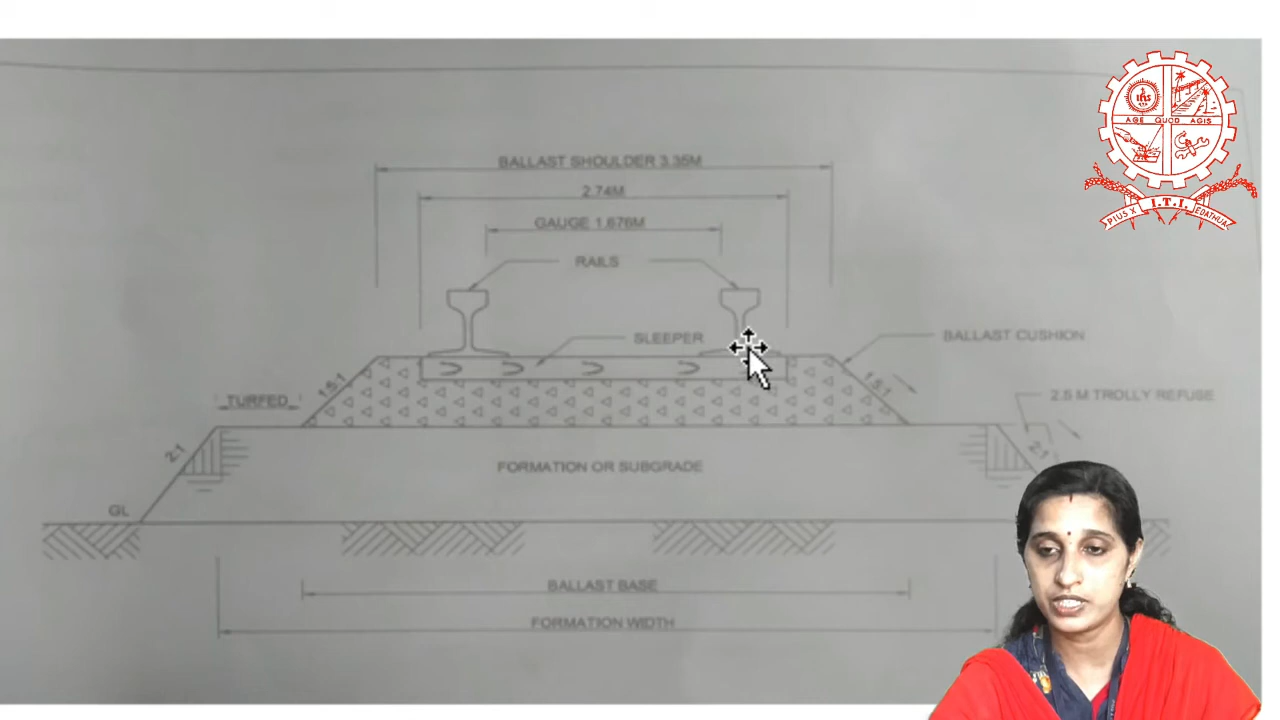 BALLAST SHOULDER 3.35M
2.74M
GAUGE 1.676M
RAILS
SLEEPER
BALLAST CUSHION
1.5:1
1.5:1
TURFED
2.5 M TROLLY REFUSE
2:1
2:1
FORMATION OR SUBGRADE
GL
BALLAST BASE
FORMATION WIDTH
AGE QUOD AGIS
PIUS X I.T.I. EDATHUA